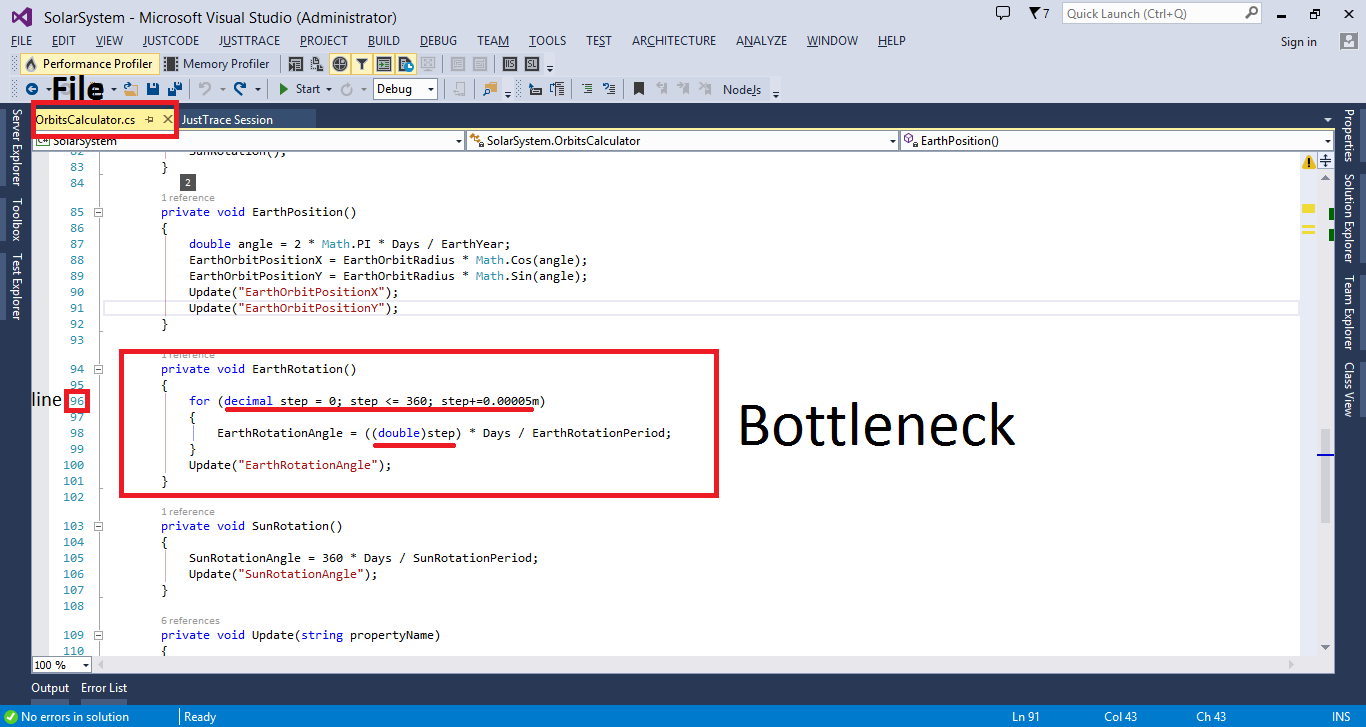 SolarSystem - Microsoft Visual Studio (Administrator)
7
Quick Launch (Ctrl+Q)
FILE EDIT VIEW JUSTCODE JUSTTRACE PROJECT BUILD DEBUG TEAM TOOLS TEST ARCHITECTURE ANALYZE WINDOW HELP
Sign in
Performance Profiler Memory Profiler IIS SL
File Start Debug NodeJs
OrbitsCalculator.cs JustTrace Session
SolarSystem SolarSystem.OrbitsCalculator EarthPosition()
Server Explorer
Toolbox
Test Explorer
82 SunRotation();
83 }
84 2
1 reference
85 private void EarthPosition()
86 {
87 double angle = 2 * Math.PI * Days / EarthYear;
88 EarthOrbitPositionX = EarthOrbitRadius * Math.Cos(angle);
89 EarthOrbitPositionY = EarthOrbitRadius * Math.Sin(angle);
90 Update("EarthOrbitPositionX");
91 Update("EarthOrbitPositionY");
92 }
93
1 reference
94 private void EarthRotation()
95 {
line 96 for (decimal step = 0; step <= 360; step+=0.00005m)
97 {
98 EarthRotationAngle = ((double)step) * Days / EarthRotationPeriod;
99 }
100 Update("EarthRotationAngle");
101 }
102
Bottleneck
1 reference
103 private void SunRotation()
104 {
105 SunRotationAngle = 360 * Days / SunRotationPeriod;
106 Update("SunRotationAngle");
107 }
108
6 references
109 private void Update(string propertyName)
110 {
Properties
Solution Explorer
Team Explorer
Class View
100 %
Output Error List
No errors in solution Ready Ln 91 Col 43 Ch 43 INS